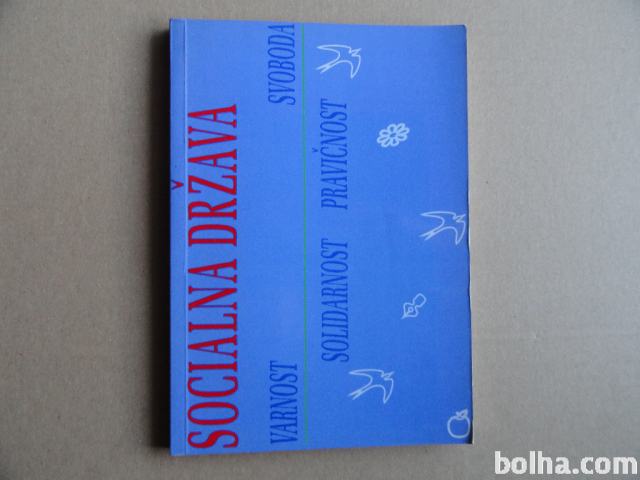 SOCIALNA DRŽAVA
VARNOST SVOBODA
SOLIDARNOST PRAVIČNOST
bolha.com